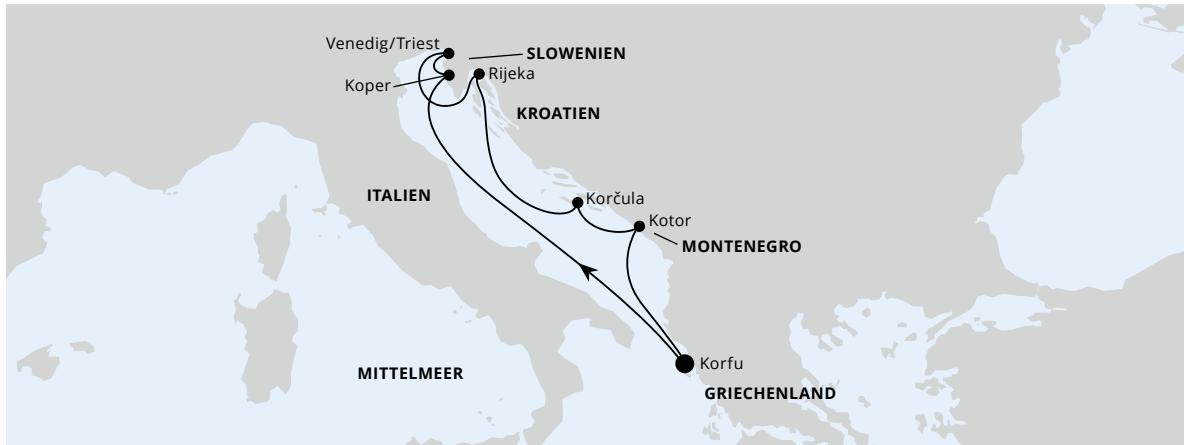 Venedig/Triest
SLOWENIEN
Koper
Rijeka
KROATIEN
ITALIEN
Korčula
Kotor
MONTENEGRO
Korfu
MITTELMEER
GRIECHENLAND